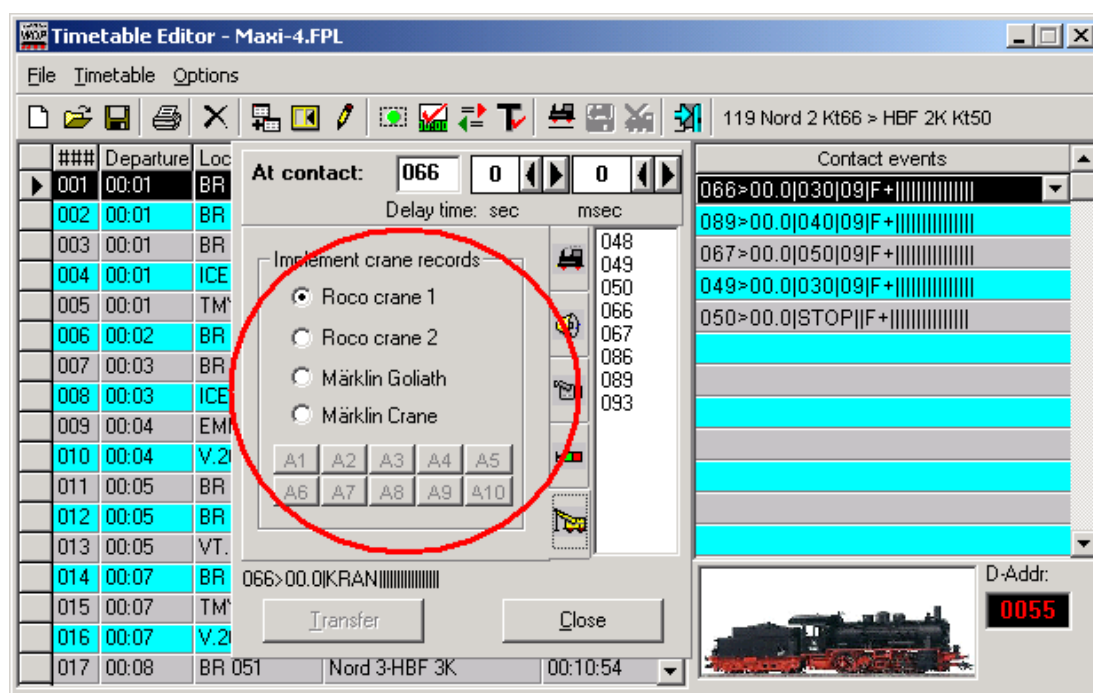 Timetable Editor - Maxi-4.FPL
File Timetable Options
119 Nord 2 Kt66 > HBF 2K Kt50
### Departure Loc
001 00:01 BR
002 00:01 BR
003 00:01 BR
004 00:01 ICE
005 00:01 TMY
006 00:02 BR
007 00:03 BR
008 00:03 ICE
009 00:04 EM
010 00:04 V.20
011 00:05 BR
012 00:05 BR
013 00:05 VT.
014 00:07 BR
015 00:07 TMY
016 00:07 V.20
017 00:08 BR 051 Nord 3-HBF 3K 00:10:54
At contact: 066 0 0
Delay time: sec msec
Implement crane records
Roco crane 1
Roco crane 2
Märklin Goliath
Märklin Crane
A1 A2 A3 A4 A5
A6 A7 A8 A9 A10
048
049
050
066
067
086
089
093
066>00.0|KRAN|||||||||||||||
Transfer Close
Contact events
066>00.0|030|09|F+||||||||||||||
089>00.0|040|09|F+||||||||||||||
067>00.0|050|09|F+||||||||||||||
049>00.0|030|09|F+||||||||||||||
050>00.0|STOP||F+||||||||||||||
D-Addr:
0055